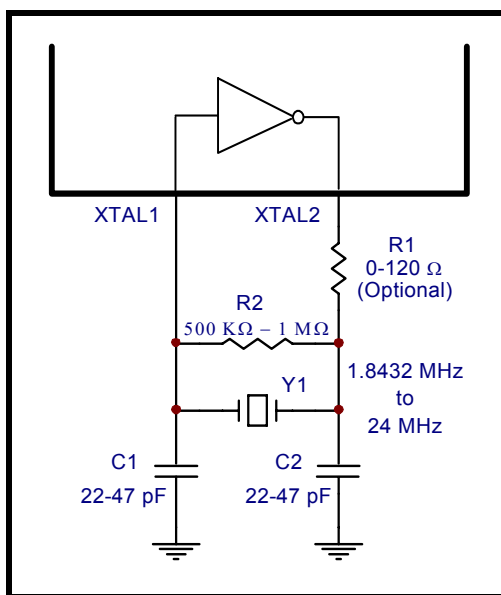 XTAL1
XTAL2
R1
0-120 Ω
(Optional)
R2
500 KΩ – 1 MΩ
Y1
1.8432 MHz
to
24 MHz
C1
22-47 pF
C2
22-47 pF